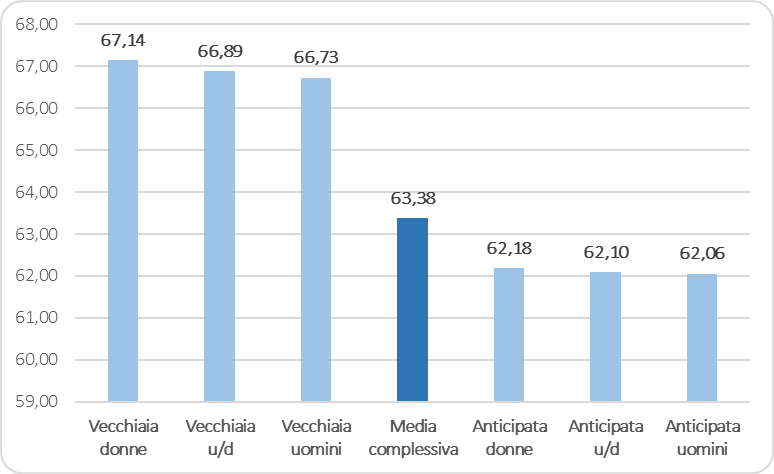 68,00
67,00
66,00
65,00
64,00
63,00
62,00
61,00
60,00
59,00
67,14
66,89
66,73
63,38
62,18
62,10
62,06
Vecchiaia
donne
Vecchiaia
u/d
Vecchiaia
uomini
Media
complessiva
Anticipata
donne
Anticipata
u/d
Anticipata
uomini